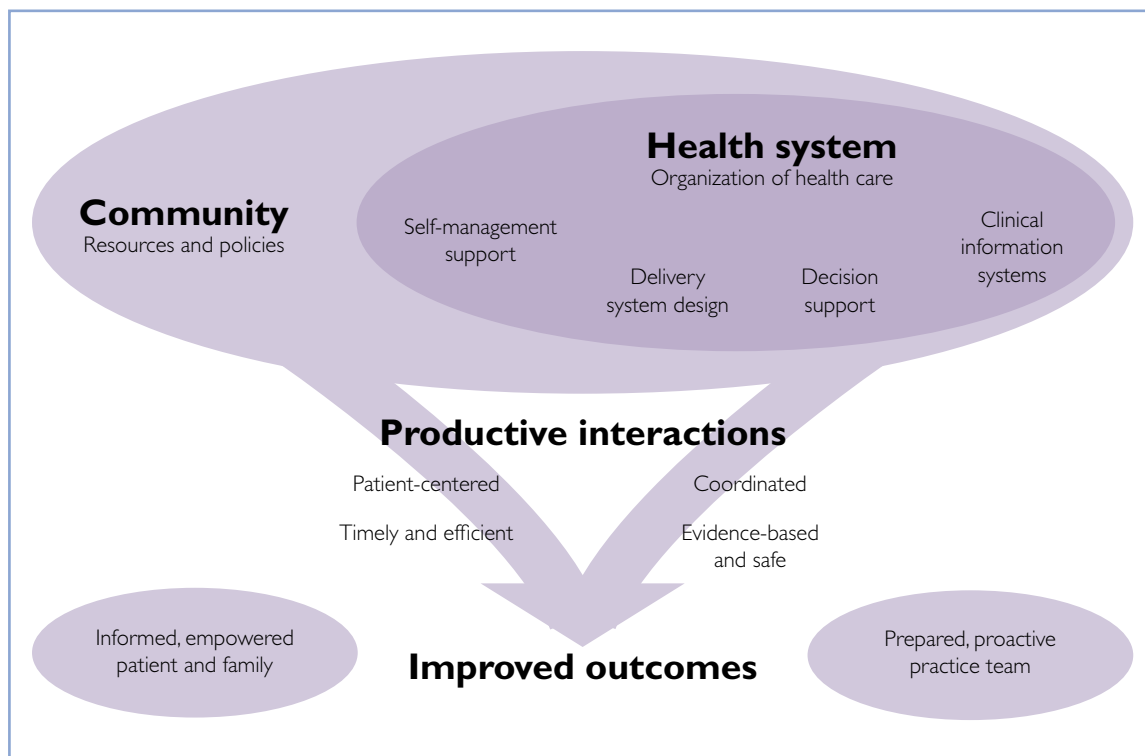 Health system
Organization of health care
Community
Resources and policies
Self-management
support
Delivery
system design
Decision
support
Clinical
information
systems
Productive interactions
Patient-centered
Coordinated
Timely and efficient
Evidence-based
and safe
Informed, empowered
patient and family
Improved outcomes
Prepared, proactive
practice team